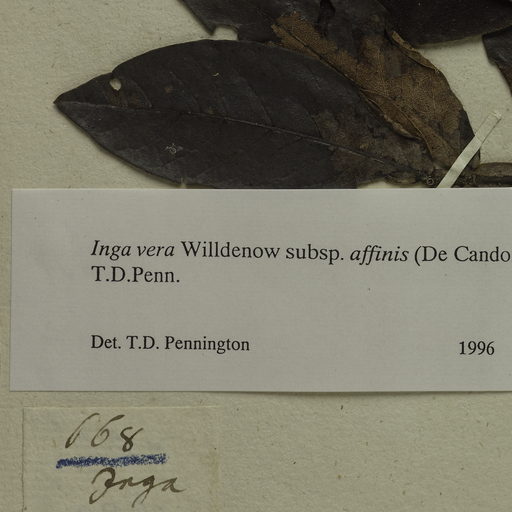 Inga vera Willdenow subsp. affinis (De Cando
T.D.Penn.
Det. T.D. Pennington
1996
668
Inga